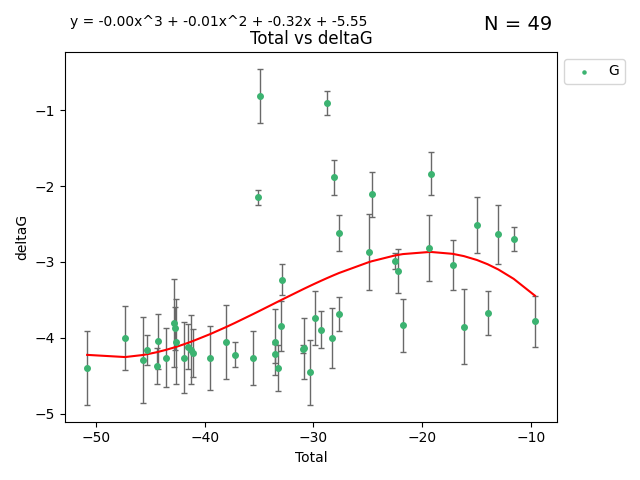 y = -0.00x^3 + -0.01x^2 + -0.32x + -5.55
N = 49
Total vs deltaG
G
−1
−2
−3
−4
−5
deltaG
−50
−40
−30
−20
−10
Total